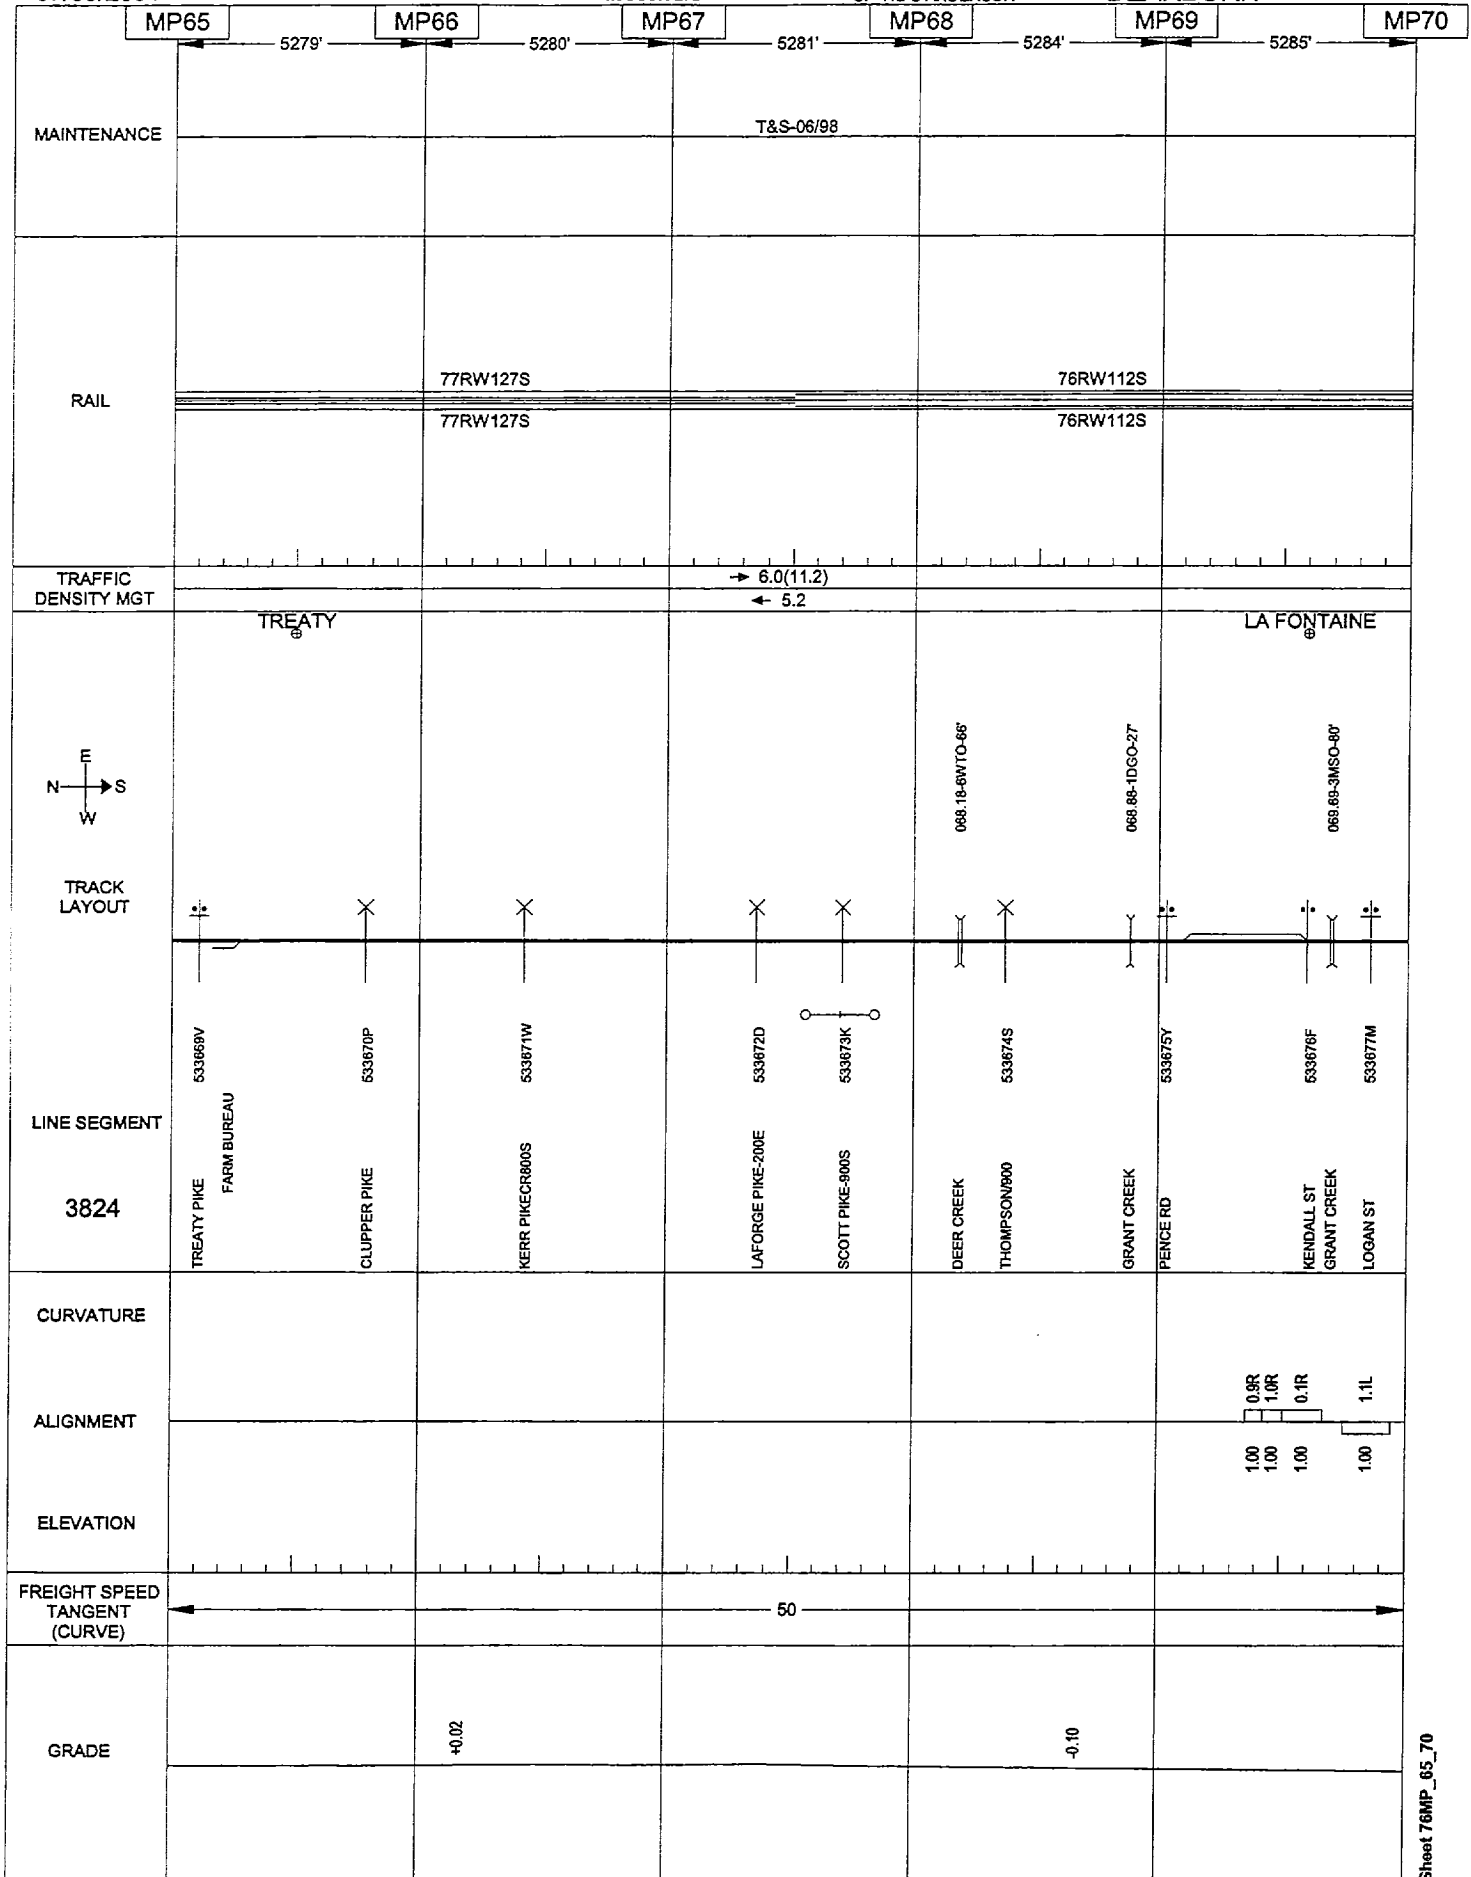 MP65 MP66 MP67 MP68 MP69 MP70
5279' 5280' 5281' 5284' 5285'
MAINTENANCE
T&S-06/98
77RW127S 76RW112S
RAIL
77RW127S 76RW112S
TRAFFIC
DENSITY MGT
6.0(11.2)
5.2
TREATY LA FONTAINE
E
N S
W
068.18-6WTO-66'
068.88-1DGO-27'
069.69-3MSO-80'
TRACK
LAYOUT
533669V
533670P
533671W
533672D
533673K
533674S
533675Y
533676F
533677M
LINE SEGMENT
3824
TREATY PIKE
FARM BUREAU
CLUPPER PIKE
KERR PIKECR800S
LAFORGE PIKE-200E
SCOTT PIKE-900S
DEER CREEK
THOMPSON/900
GRANT CREEK
PENCE RD
KENDALL ST
GRANT CREEK
LOGAN ST
CURVATURE
0.9R
1.0R
0.1R
1.1L
ALIGNMENT
1.00
1.00
1.00
1.00
ELEVATION
FREIGHT SPEED
TANGENT
(CURVE)
50
GRADE
+0.02
-0.10
Sheet 76MP_65_70